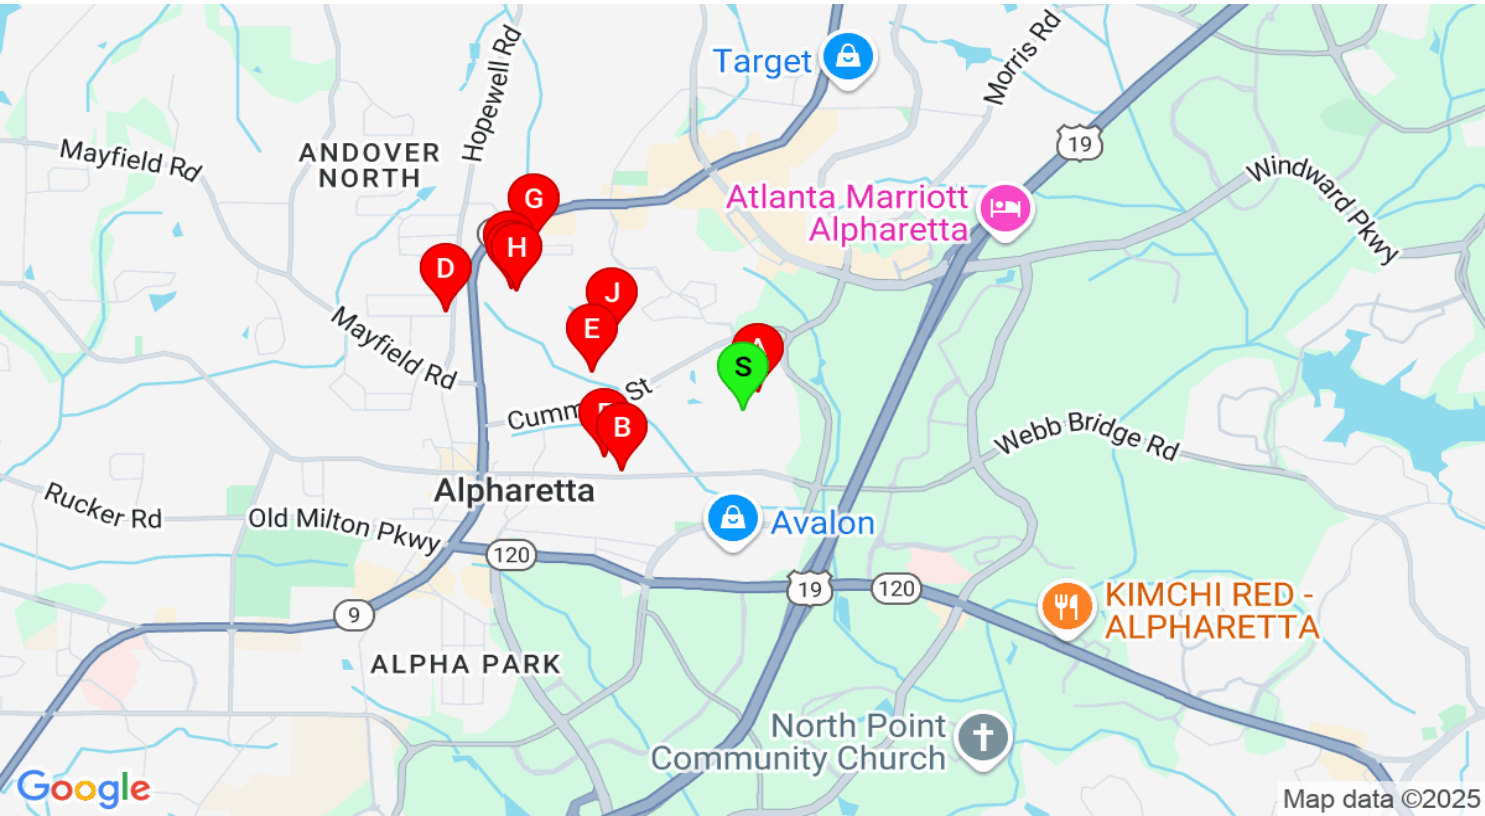 Target
Hopewell Rd
Morris Rd
19
Mayfield Rd
ANDOVER
NORTH
Windward Pkwy
Atlanta Marriott
Alpharetta
G
H
D
J
E
A
S
Mayfield Rd
St
B
Webb Bridge Rd
Alpharetta
Rucker Rd
Old Milton Pkwy
Avalon
120
19
120
9
KIMCHI RED -
ALPHARETTA
ALPHA PARK
North Point
Community Church
Google
Map data ©2025